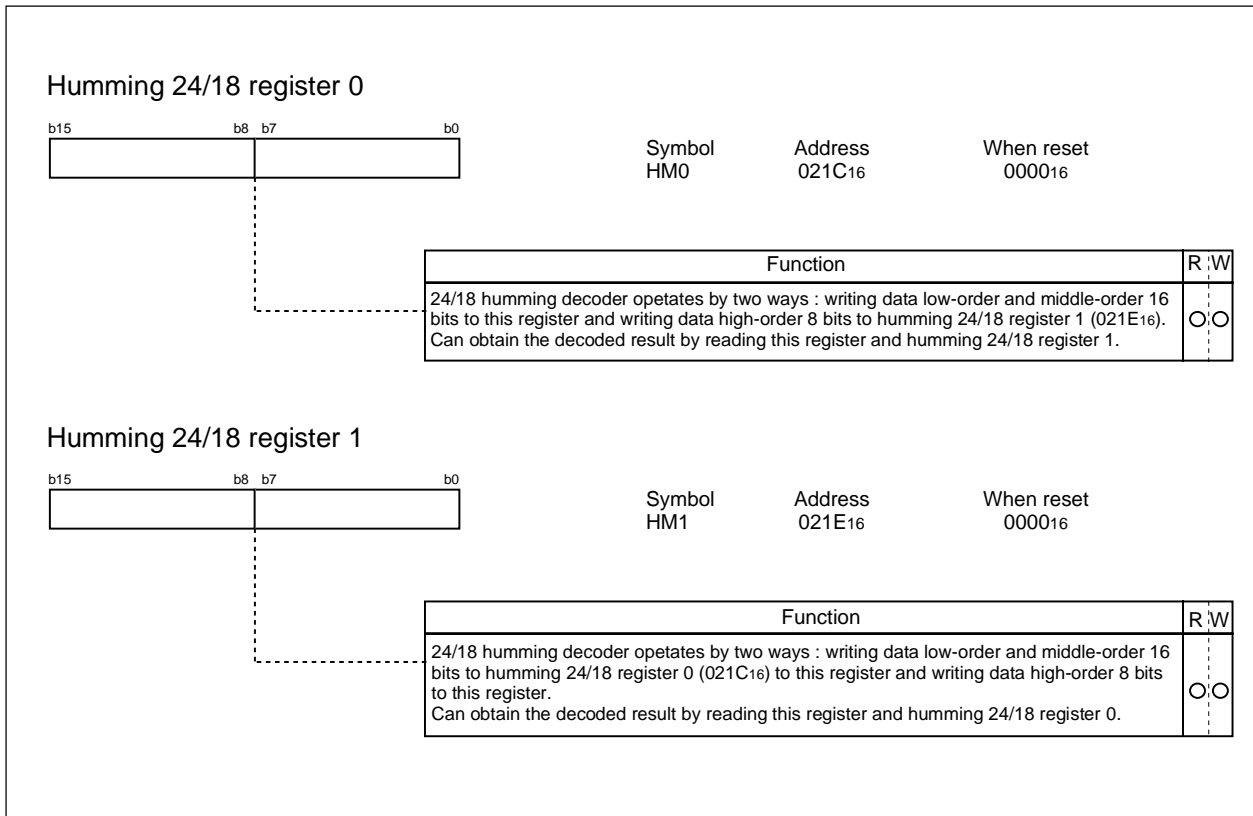 Humming 24/18 register 0
b15 b8 b7 b0
Symbol Address When reset
HM0 021C16 000016
Function R W
24/18 humming decoder opetates by two ways : writing data low-order and middle-order 16
bits to this register and writing data high-order 8 bits to humming 24/18 register 1 (021E16).
Can obtain the decoded result by reading this register and humming 24/18 register 1.
Humming 24/18 register 1
b15 b8 b7 b0
Symbol Address When reset
HM1 021E16 000016
Function R W
24/18 humming decoder opetates by two ways : writing data low-order and middle-order 16
bits to humming 24/18 register 0 (021C16) to this register and writing data high-order 8 bits
to this register.
Can obtain the decoded result by reading this register and humming 24/18 register 0.